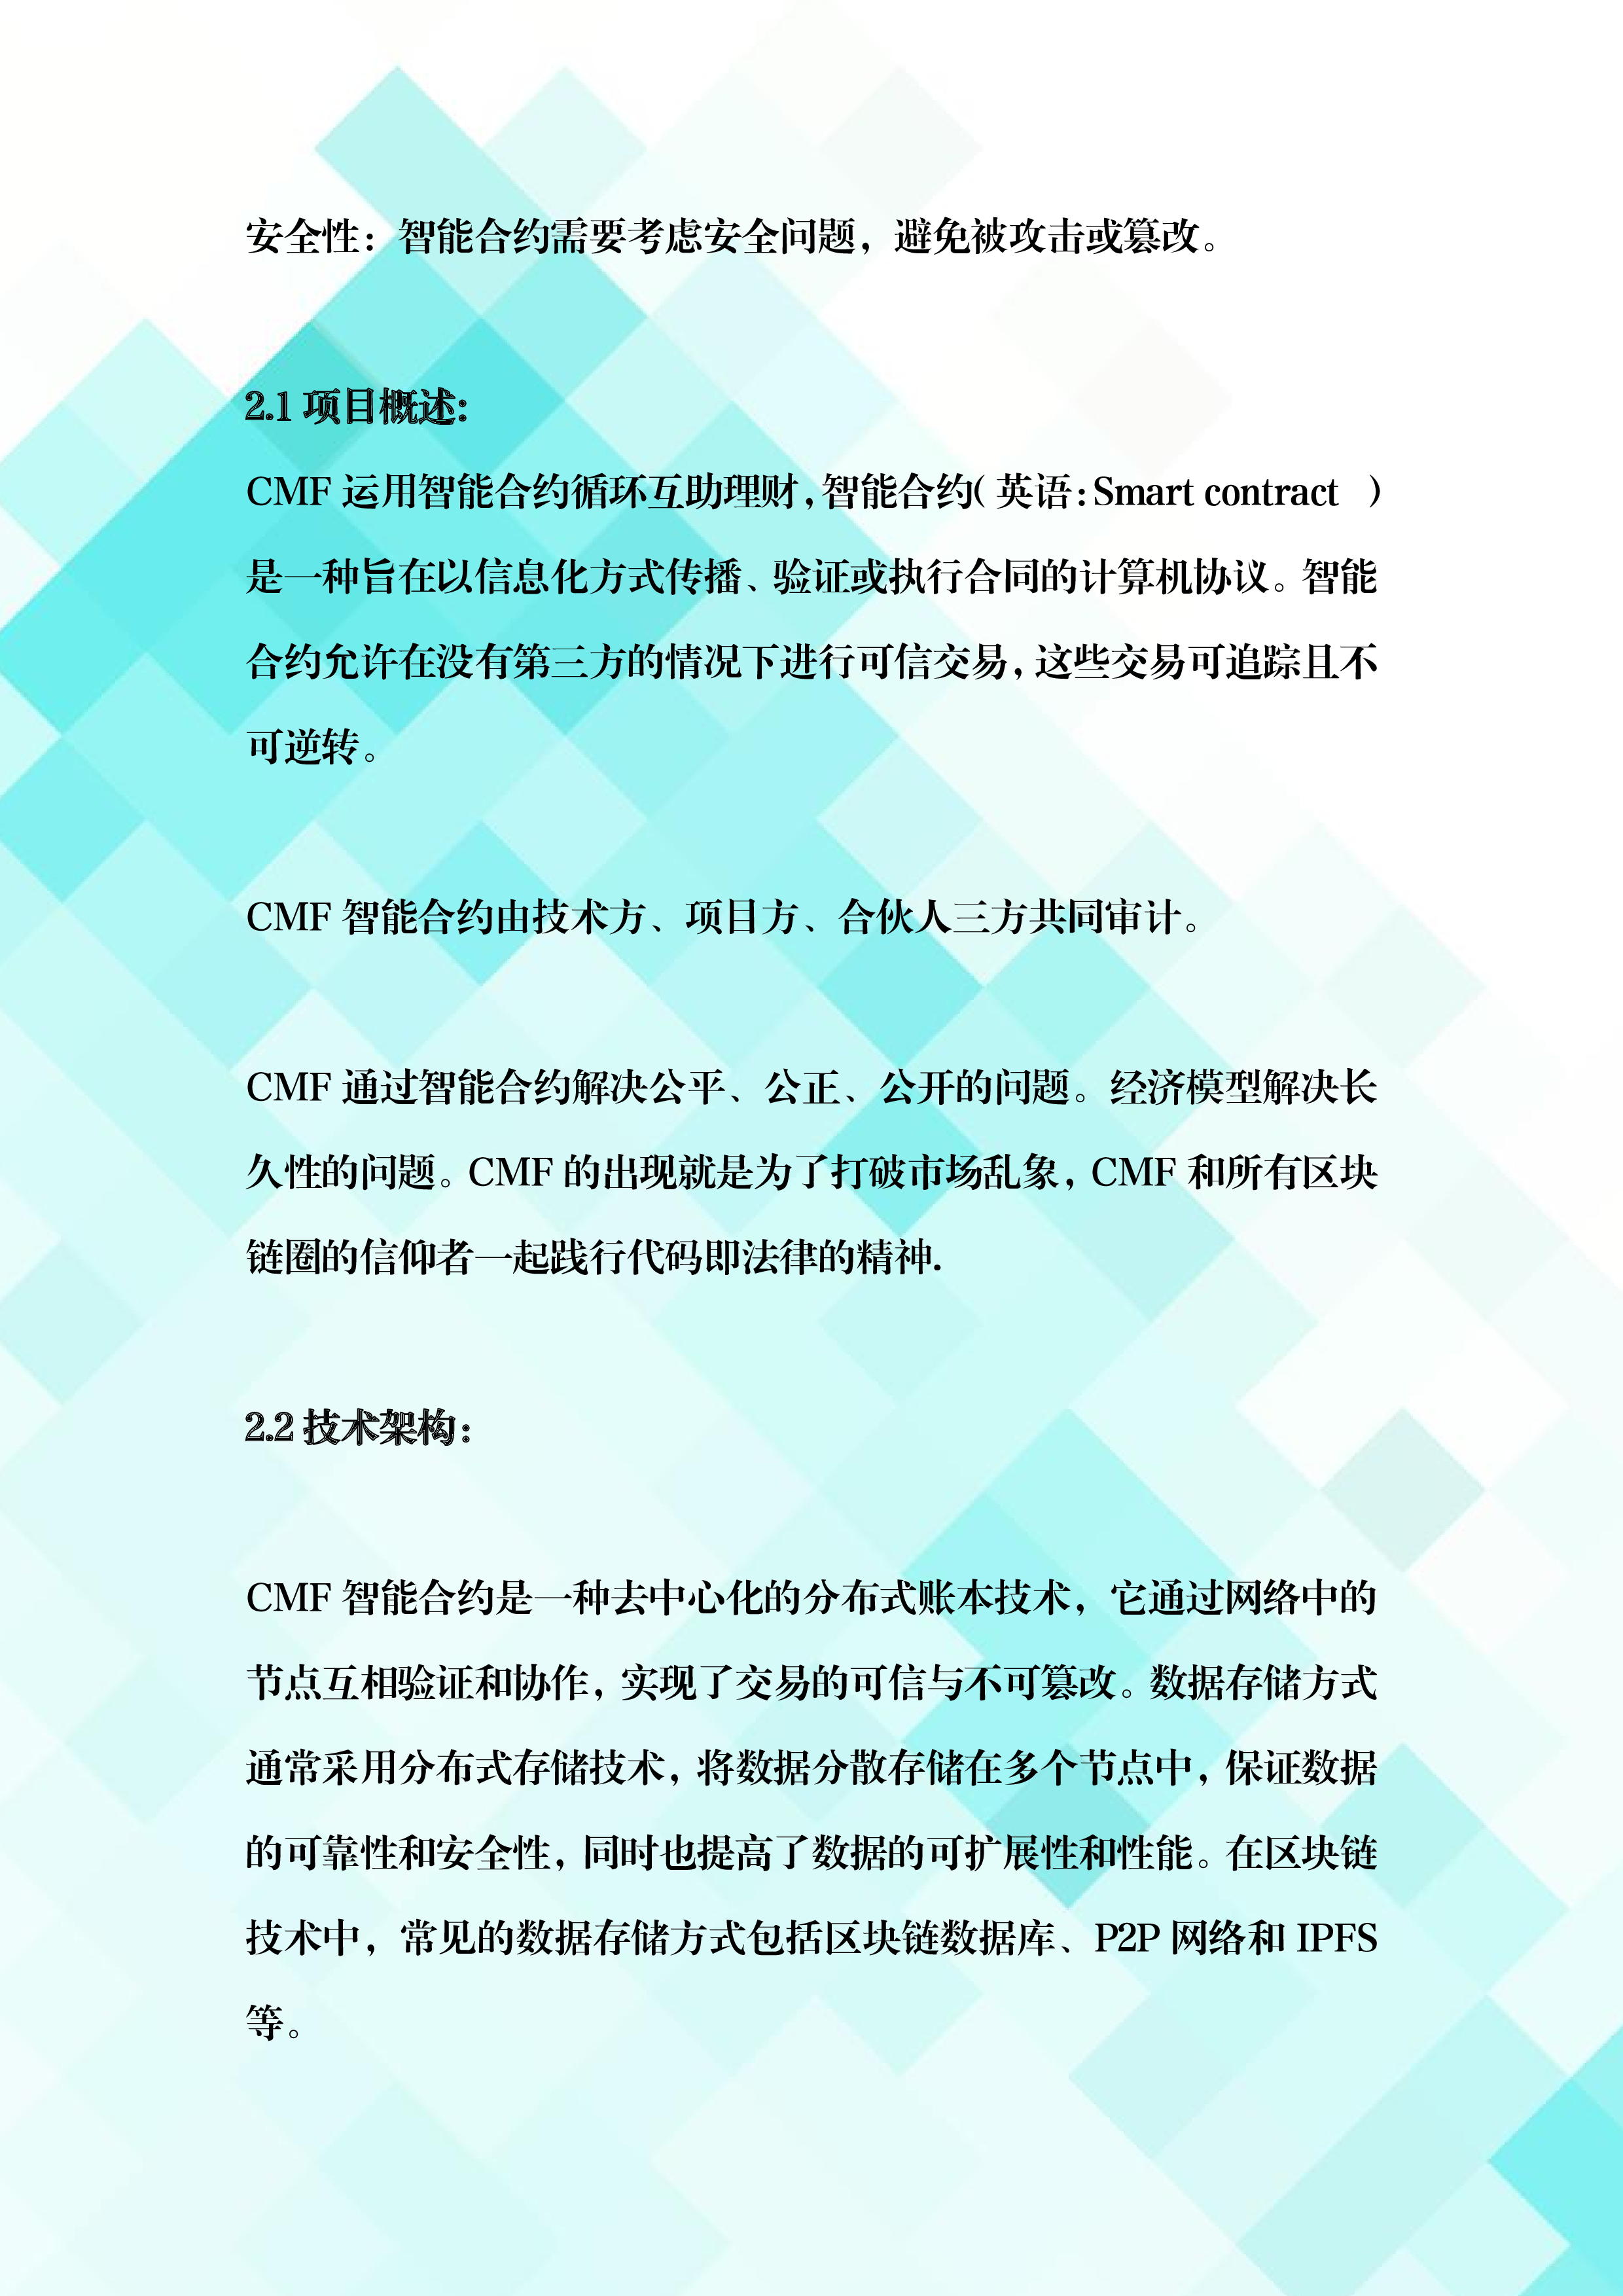 安全性：智能合约需要考虑安全问题，避免被攻击或篡改。
2.1 项目概述:
CMF 运用智能合约循环互助理财，智能合约（英语：Smart contract ）
是一种旨在以信息化方式传播、验证或执行合同的计算机协议。智能
合约允许在没有第三方的情况下进行可信交易，这些交易可追踪且不
可逆转。
CMF 智能合约由技术方、项目方、合伙人三方共同审计。
CMF 通过智能合约解决公平、公正、公开的问题。经济模型解决长
久性的问题。CMF 的出现就是为了打破市场乱象，CMF 和所有区块
链圈的信仰者一起践行代码即法律的精神.
2.2 技术架构：
CMF 智能合约是一种去中心化的分布式账本技术，它通过网络中的
节点互相验证和协作，实现了交易的可信与不可篡改。数据存储方式
通常采用分布式存储技术，将数据分散存储在多个节点中，保证数据
的可靠性和安全性，同时也提高了数据的可扩展性和性能。在区块链
技术中，常见的数据存储方式包括区块链数据库、P2P 网络和 IPFS
等。